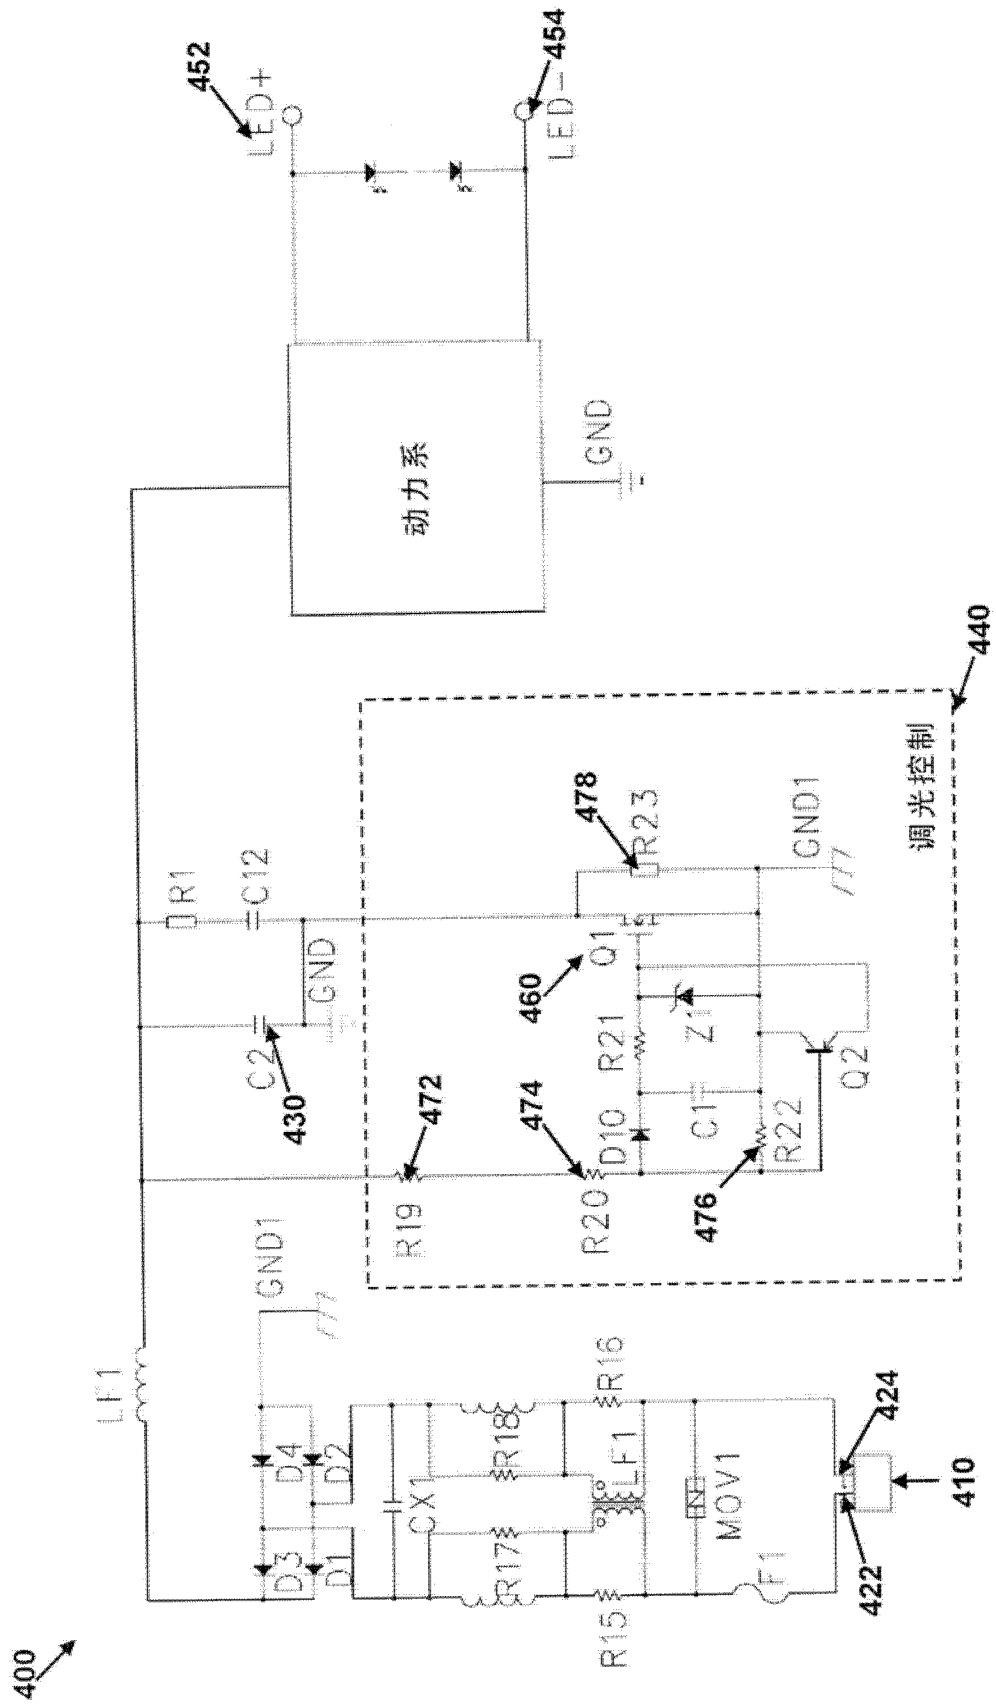 400
LF1
R1
452
GND1
C2
C12
LED+
D3
D4
430
GND
D1
D2
R19
472
动力系
CX1
R17
R18
474
460
454
LED-
478
R20
D10
R21
Q1
GND
R15
R16
LF1
R23
476
C1
Z1
MOV1
R22
GND1
F1
Q2
422
424
调光控制
410
440